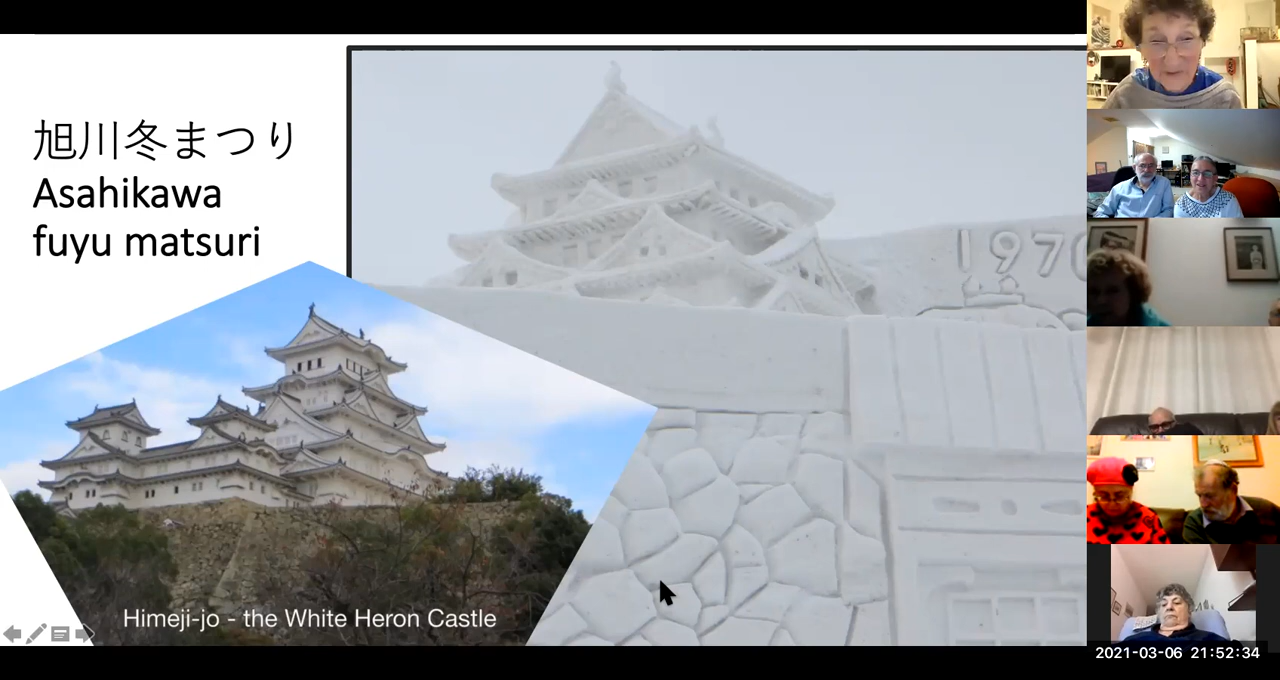 旭川冬まつり
Asahikawa
fuyu matsuri
1970
Himeji-jo - the White Heron Castle
2021-03-06 21:52:34